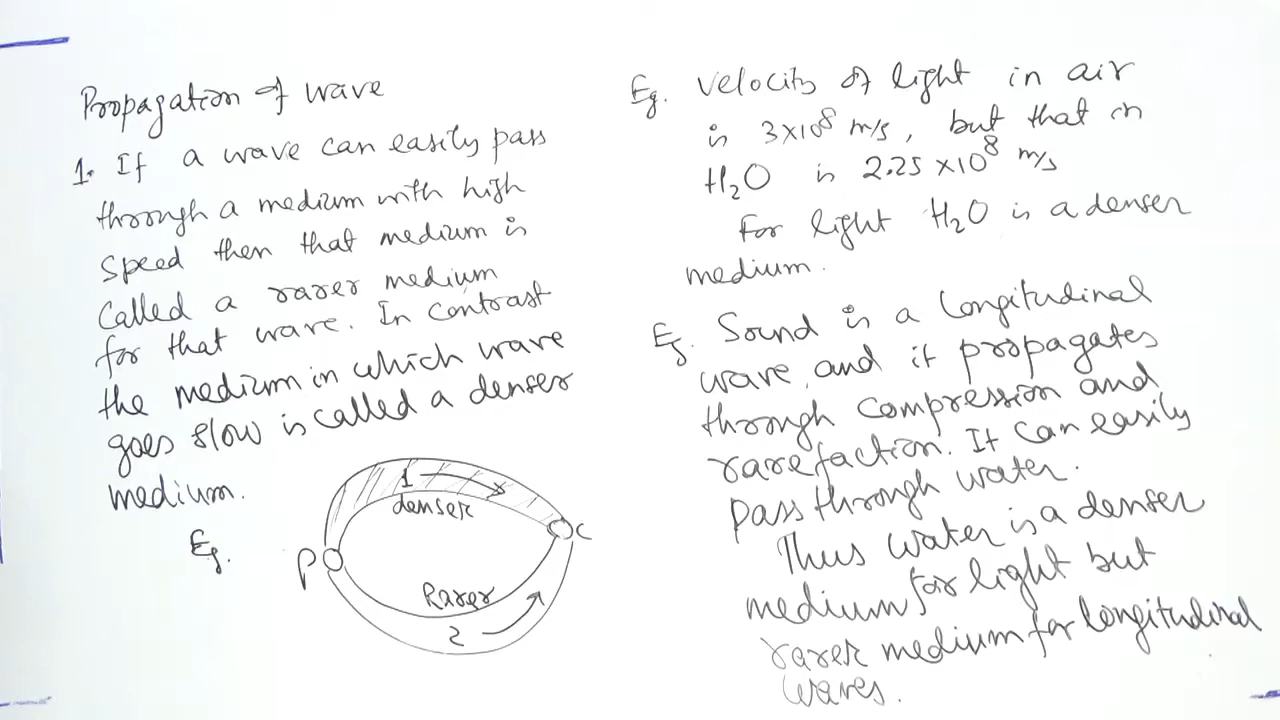 Propagation of wave
1. If a wave can easily pass
through a medium with high
speed then that medium is
called a rarer medium
for that wave. In contrast
the medium in which wave
goes slow is called a denser
medium.
Eg.
1
denser
P
C
Rarer
2
Eg. Velocity of light in air
is 3×10⁸ m/s, but that in
H₂O is 2.25 ×10⁸ m/s
For light H₂O is a denser
medium.
Eg. Sound is a longitudinal
wave, and it propagates
through compression and
rarefaction. It can easily
pass through water.
Thus water is a denser
medium for light but
rarer medium for longitudinal
waves.